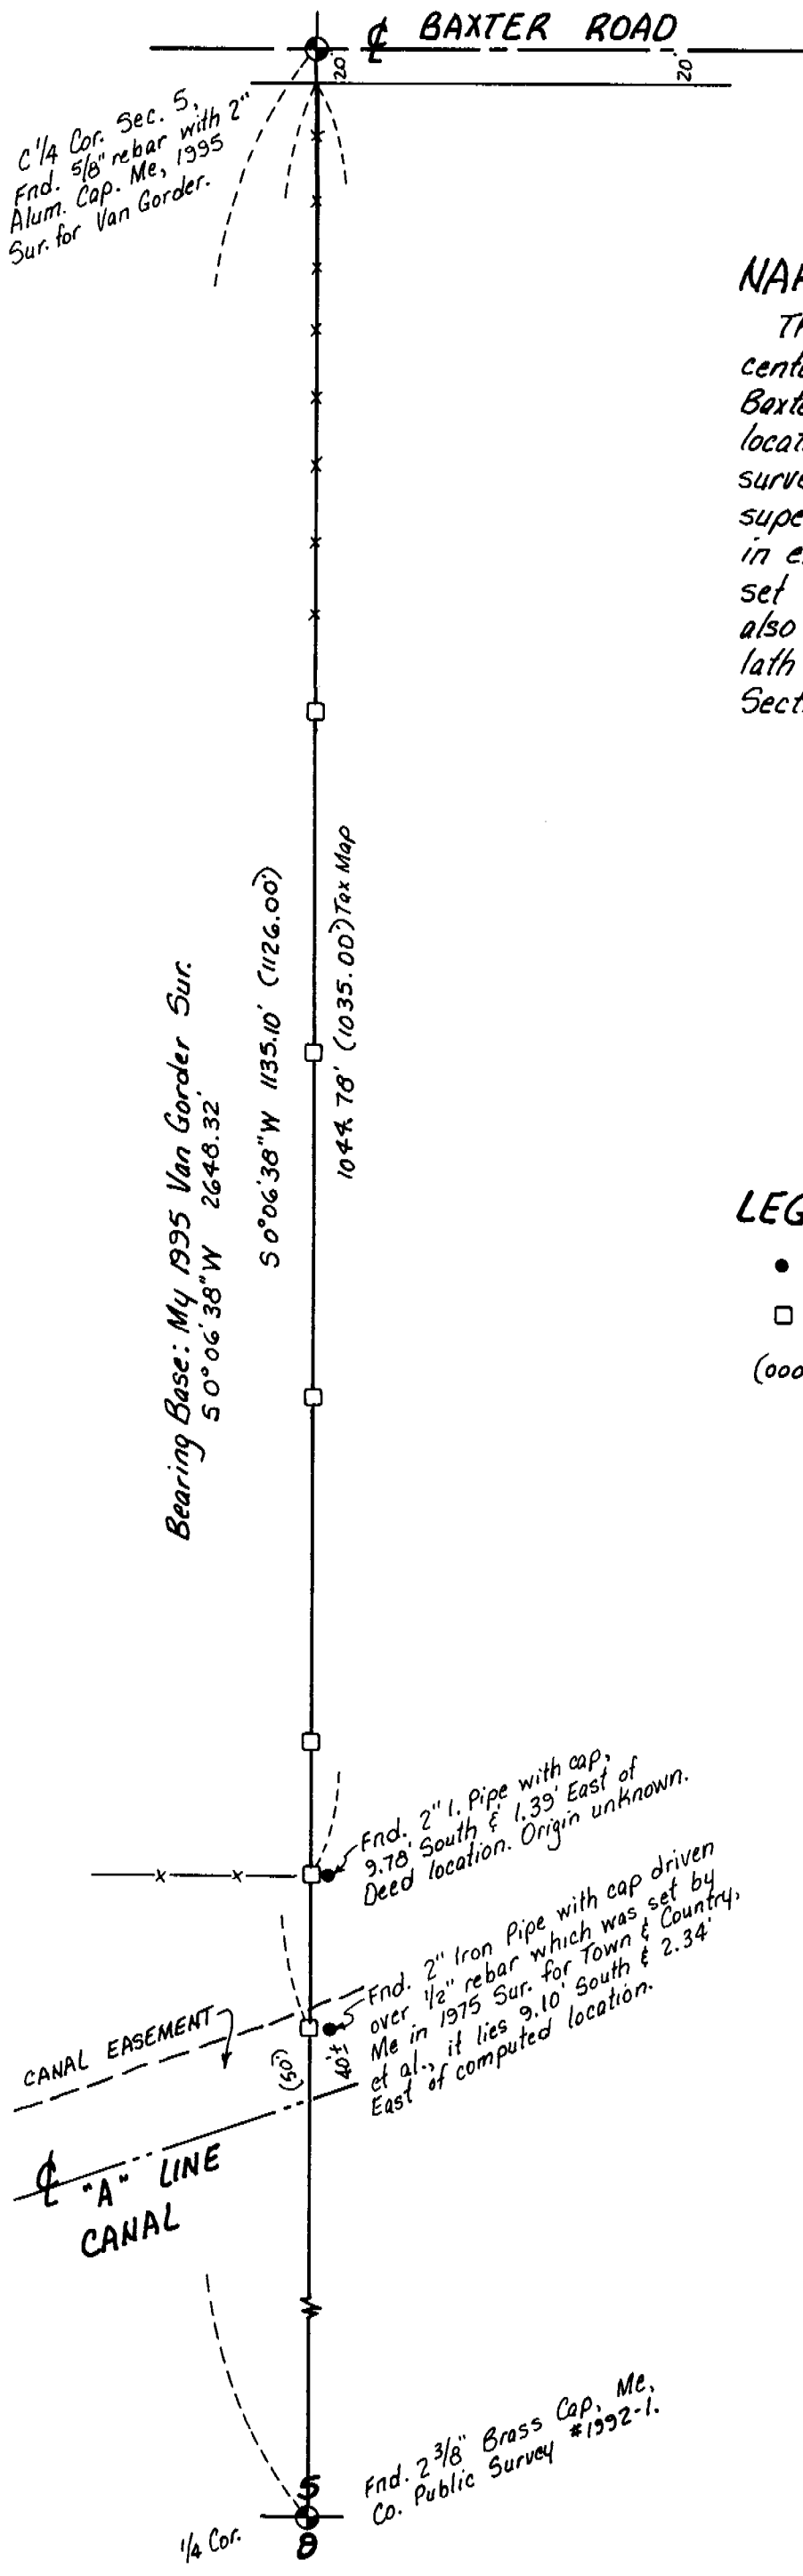 ℄ BAXTER ROAD
20
20
C 1/4 Cor. Sec. 5,
Fnd. 5/8" rebar with 2"
Alum. Cap. Me, 1995
Sur. for Van Gorder.
TH
Baxte
in e
set
also
lath
Sect
Bearing Base: My 1995 Van Gorder Sur.
S 0°06'38"W 2648.32'
S 0°06'38"W 1135.10' (1126.00')
1044.78' (1035.00') Tax Map
LEG
(000
Fnd. 2" I. Pipe with cap,
9.78' South & 1.39' East of
Deed location. Origin unknown.
Fnd. 2" Iron Pipe with cap driven
over 1/2" rebar which was set by
Me in 1975 Sur. for Town & Country,
et al., it lies 9.10' South & 2.34'
East of computed location.
CANAL EASEMENT
(50')
40'±
℄ "A" LINE
CANAL
Fnd. 2 3/8" Brass Cap, Me,
Co. Public Survey #1992-1.
5
8
1/4 Cor.